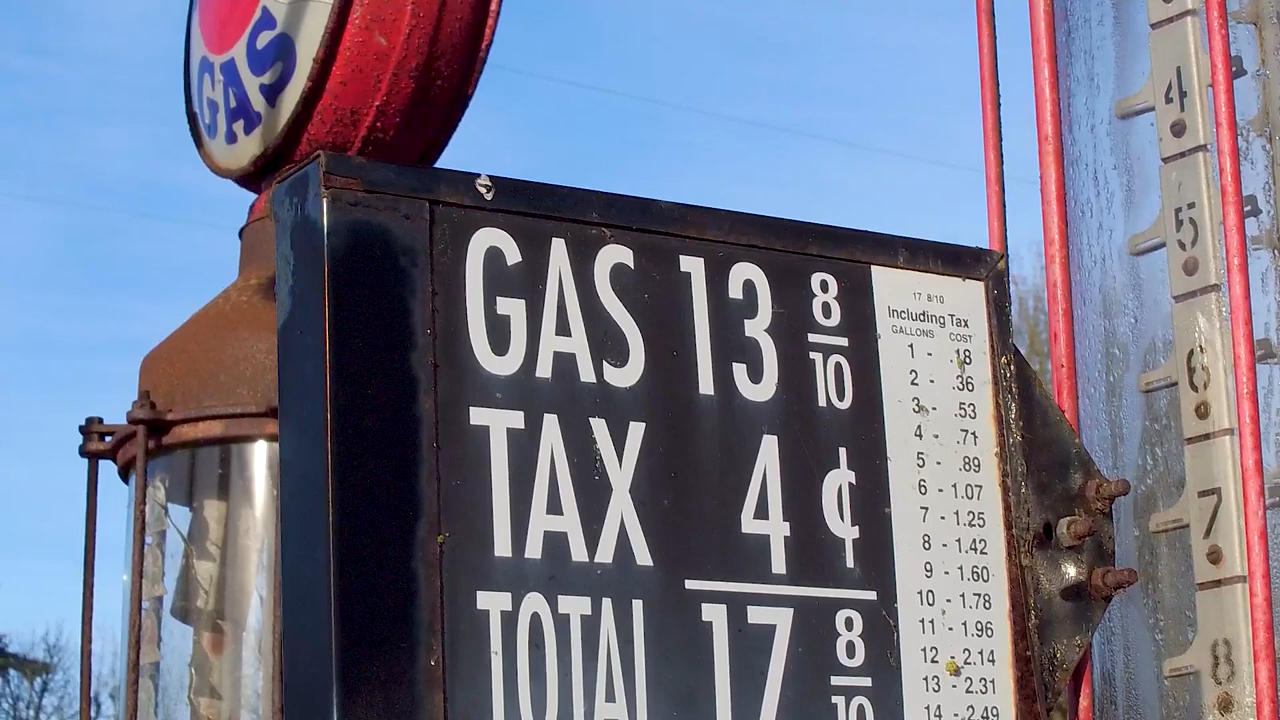 GAS
GAS 13 8/10
TAX 4 ¢
TOTAL 17 8/10
17 8/10
Including Tax
GALLONS COST
1 - .18
2 - .36
3 - .53
4 - .71
5 - .89
6 - 1.07
7 - 1.25
8 - 1.42
9 - 1.60
10 - 1.78
11 - 1.96
12 - 2.14
13 - 2.31
14 - 2.49
4
5
6
7
8